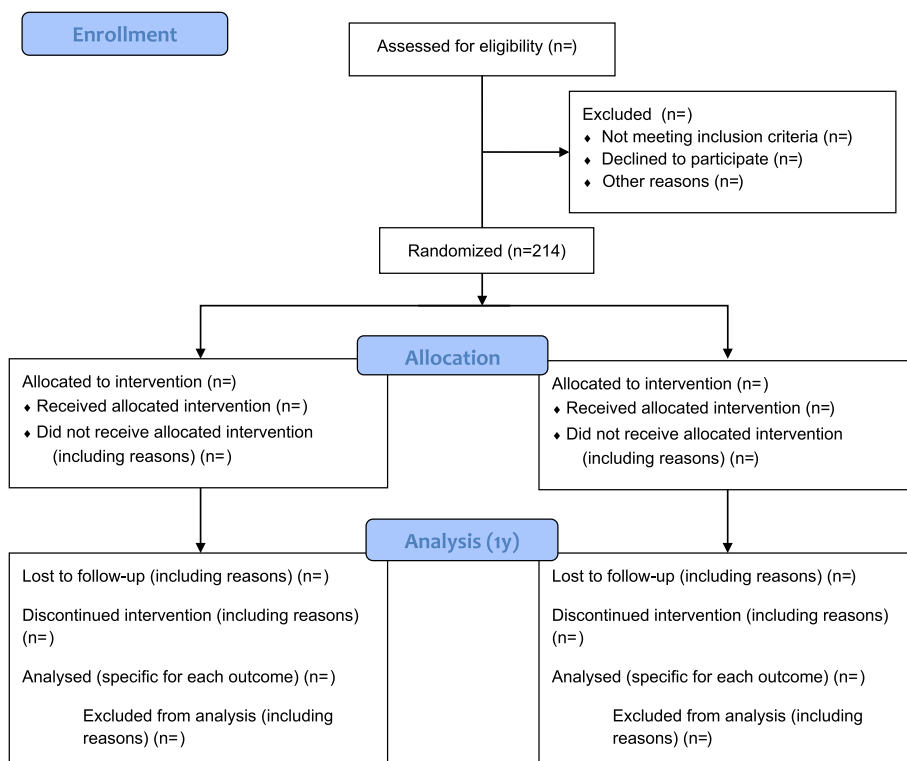 Enrollment
Assessed for eligibility (n=)
Excluded (n=)
♦ Not meeting inclusion criteria (n=)
♦ Declined to participate (n=)
♦ Other reasons (n=)
Randomized (n=214)
Allocation
Allocated to intervention (n=)
♦ Received allocated intervention (n=)
♦ Did not receive allocated intervention
(including reasons) (n=)
Allocated to intervention (n=)
♦ Received allocated intervention (n=)
♦ Did not receive allocated intervention
(including reasons) (n=)
Analysis (1y)
Lost to follow-up (including reasons) (n=)
Discontinued intervention (including reasons)
(n=)
Analysed (specific for each outcome) (n=)
Excluded from analysis (including
reasons) (n=)
Lost to follow-up (including reasons) (n=)
Discontinued intervention (including reasons)
(n=)
Analysed (specific for each outcome) (n=)
Excluded from analysis (including
reasons) (n=)